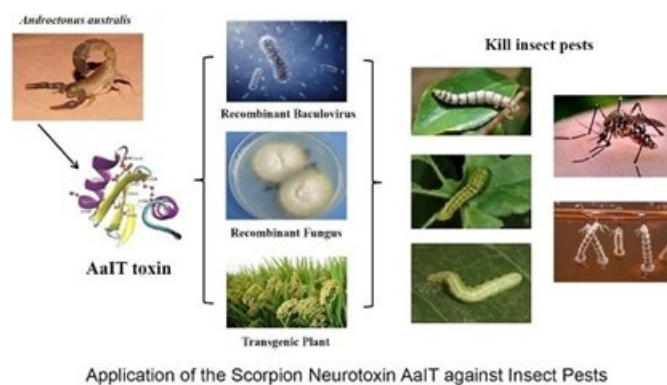 Androctonus australis
Kill insect pests
Recombinant Baculovirus
Recombinant Fungus
AaIT toxin
Transgenic Plant
Application of the Scorpion Neurotoxin AaIT against Insect Pests